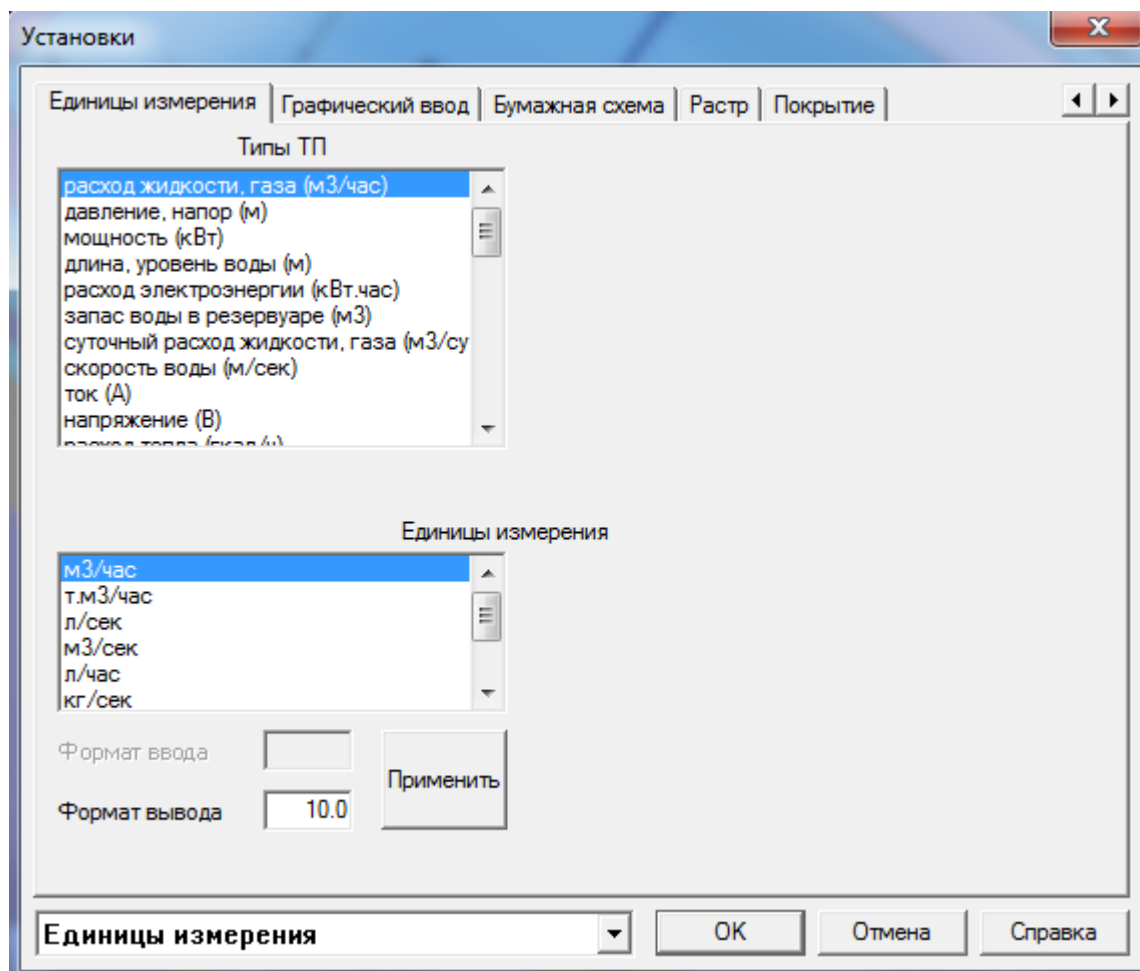 Установки
Единицы измерения Графический ввод Бумажная схема Растр Покрытие
Типы ТП
расход жидкости, газа (м3/час)
давление, напор (м)
мощность (кВт)
длина, уровень воды (м)
расход электроэнергии (кВт.час)
запас воды в резервуаре (м3)
суточный расход жидкости, газа (м3/су
скорость воды (м/сек)
ток (А)
напряжение (В)
расход тепла (гкал/ч)
Единицы измерения
м3/час
т.м3/час
л/сек
м3/сек
л/час
кг/сек
Формат ввода
Применить
Формат вывода 10.0
Единицы измерения OK Отмена Справка